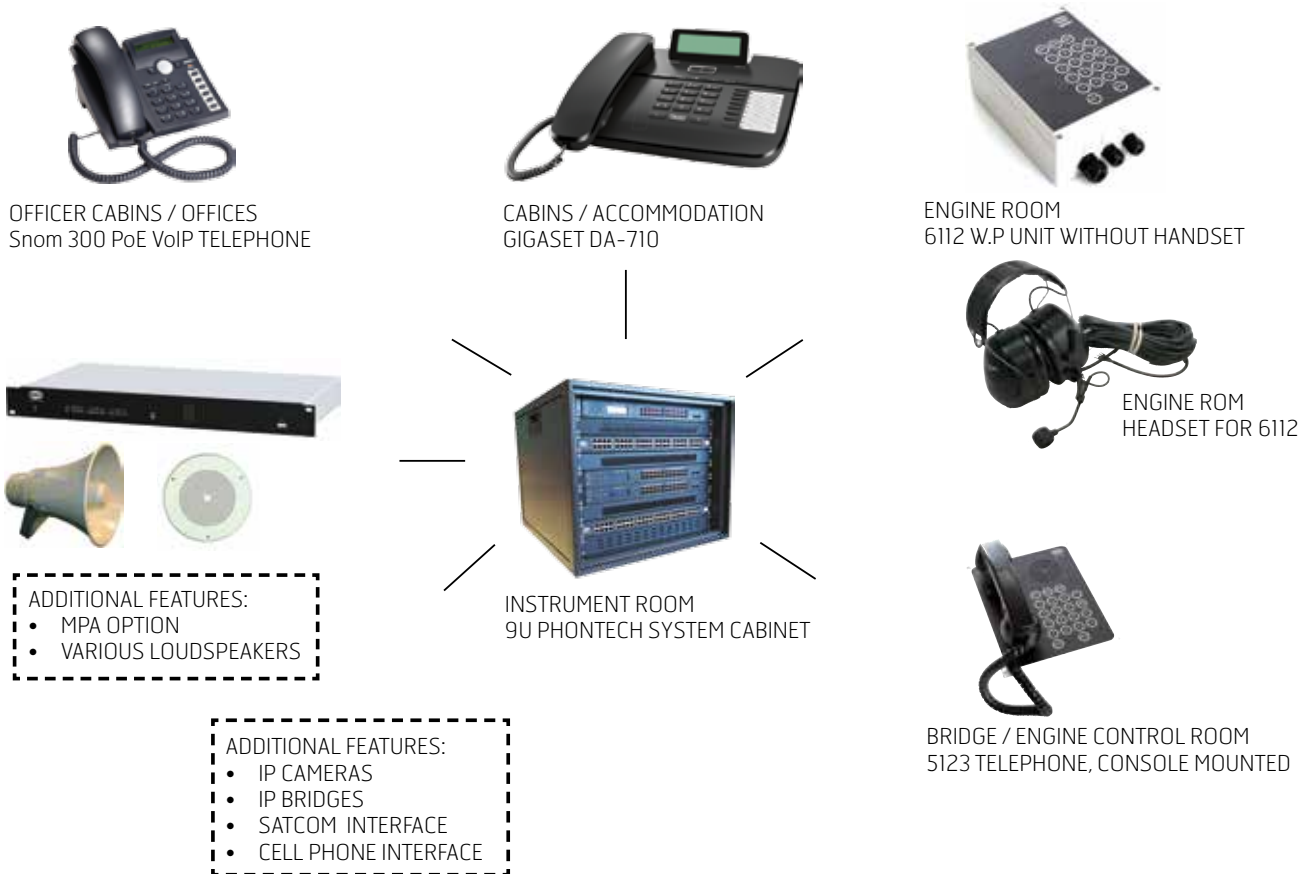 OFFICER CABINS / OFFICES
Snom 300 PoE VoIP TELEPHONE
CABINS / ACCOMMODATION
GIGASET DA-710
ENGINE ROOM
6112 W.P UNIT WITHOUT HANDSET
ENGINE ROM
HEADSET FOR 6112
ADDITIONAL FEATURES:
• MPA OPTION
• VARIOUS LOUDSPEAKERS
INSTRUMENT ROOM
9U PHONTECH SYSTEM CABINET
BRIDGE / ENGINE CONTROL ROOM
5123 TELEPHONE, CONSOLE MOUNTED
ADDITIONAL FEATURES:
• IP CAMERAS
• IP BRIDGES
• SATCOM INTERFACE
• CELL PHONE INTERFACE